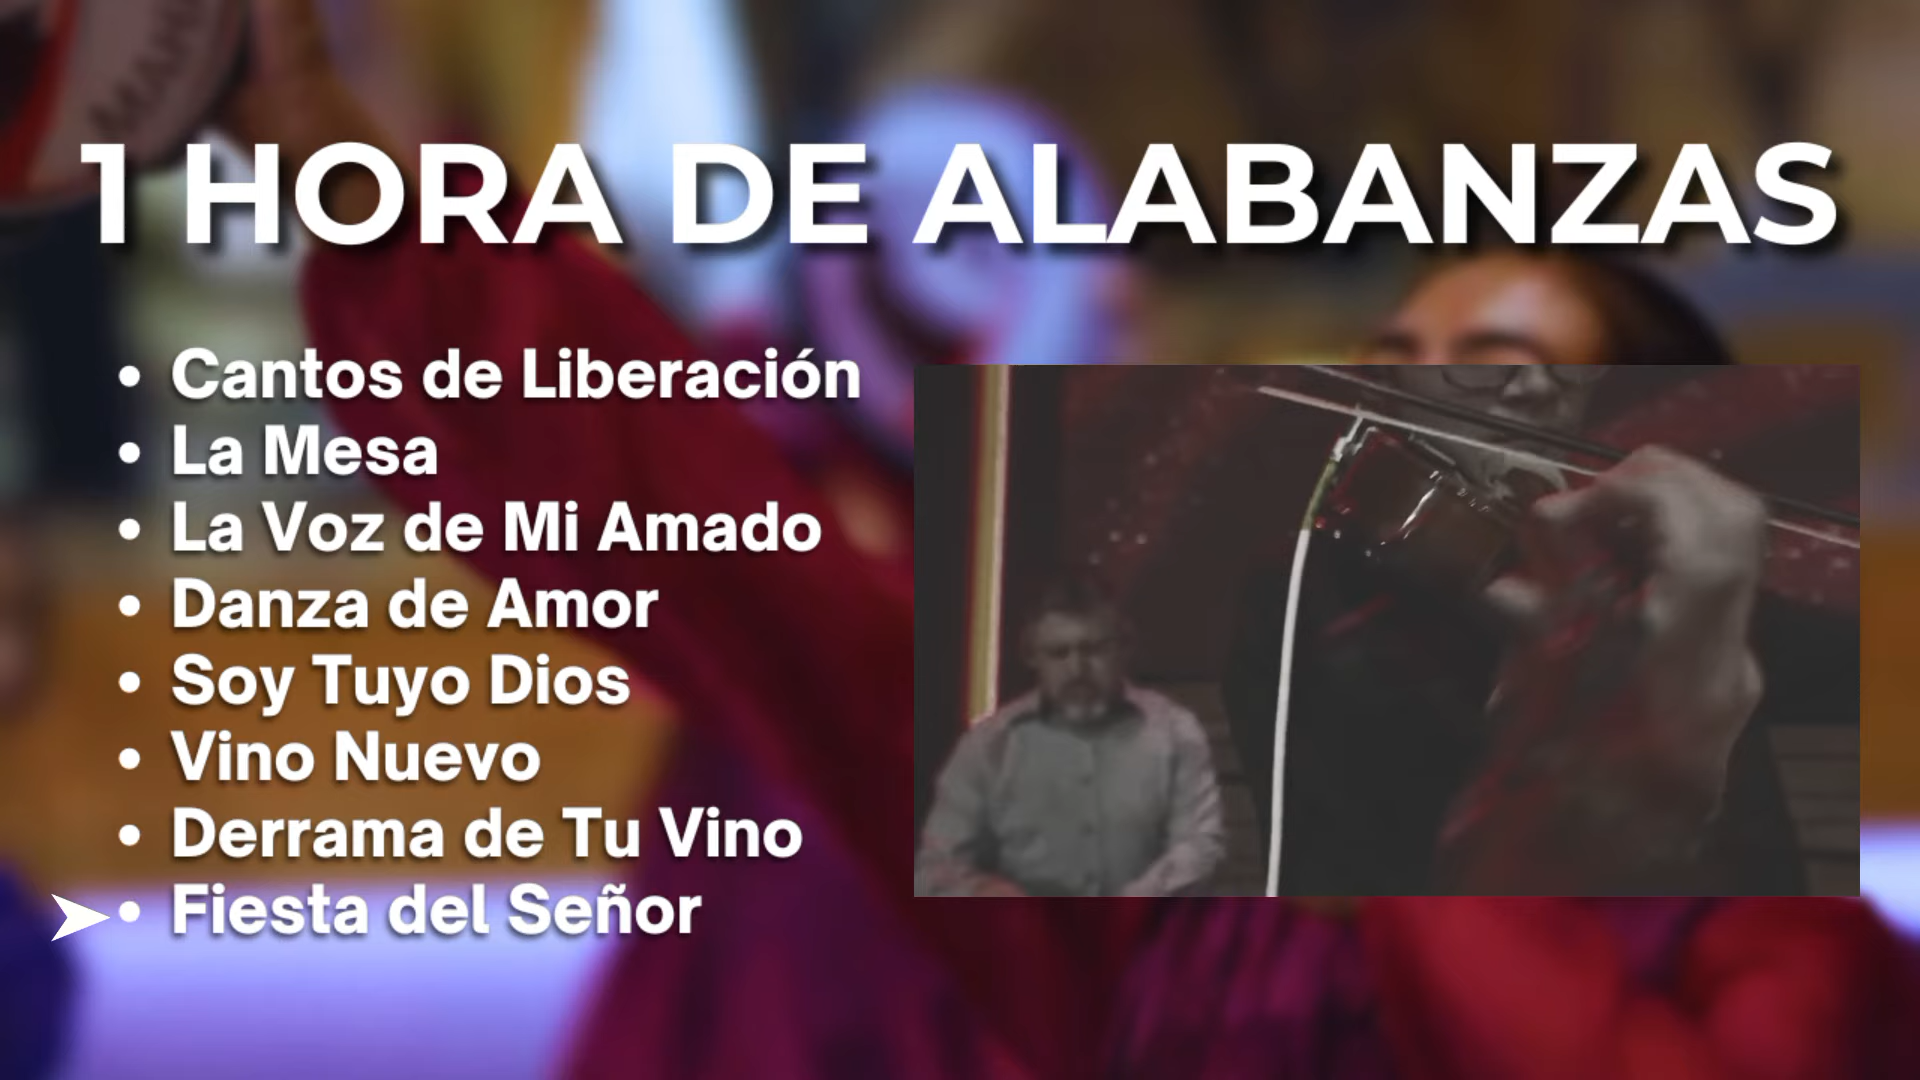 1 HORA DE ALABANZAS
Cantos de Liberación
La Mesa
La Voz de Mi Amado
Danza de Amor
Soy Tuyo Dios
Vino Nuevo
Derrama de Tu Vino
Fiesta del Señor